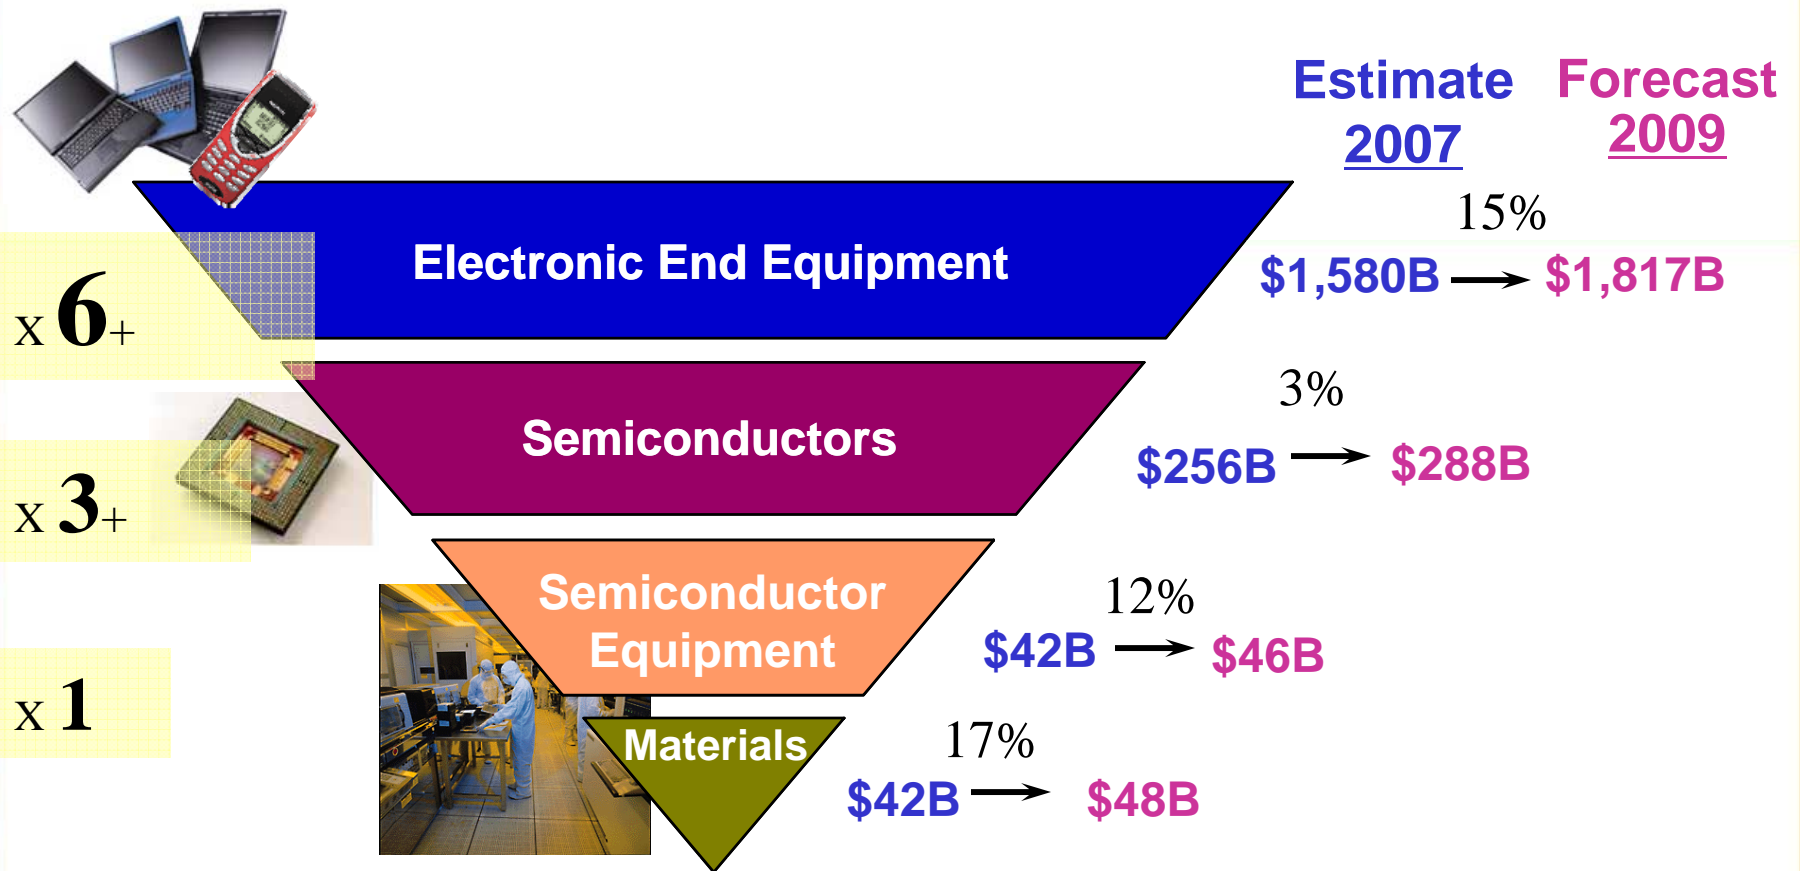 Estimate
2007
Forecast
2009
Electronic End Equipment
15%
$1,580B
$1,817B
x 6+
Semiconductors
3%
$256B
$288B
x 3+
Semiconductor
Equipment
12%
$42B
$46B
x 1
Materials
17%
$42B
$48B